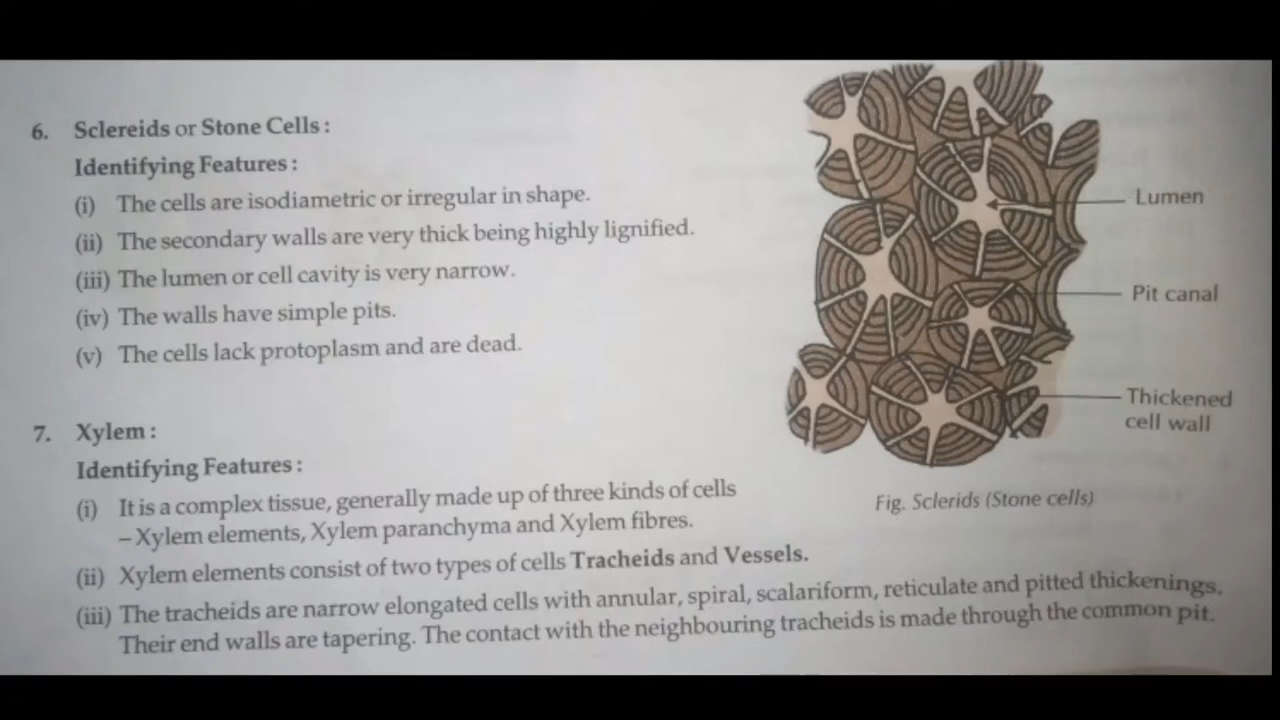 6. Sclereids or Stone Cells :
Identifying Features :
(i) The cells are isodiametric or irregular in shape.
(ii) The secondary walls are very thick being highly lignified.
(iii) The lumen or cell cavity is very narrow.
(iv) The walls have simple pits.
(v) The cells lack protoplasm and are dead.
Lumen
Pit canal
Thickened
cell wall
Fig. Sclerids (Stone cells)
7. Xylem :
Identifying Features :
(i) It is a complex tissue, generally made up of three kinds of cells
– Xylem elements, Xylem paranchyma and Xylem fibres.
(ii) Xylem elements consist of two types of cells Tracheids and Vessels.
(iii) The tracheids are narrow elongated cells with annular, spiral, scalariform, reticulate and pitted thickenings.
Their end walls are tapering. The contact with the neighbouring tracheids is made through the common pit.